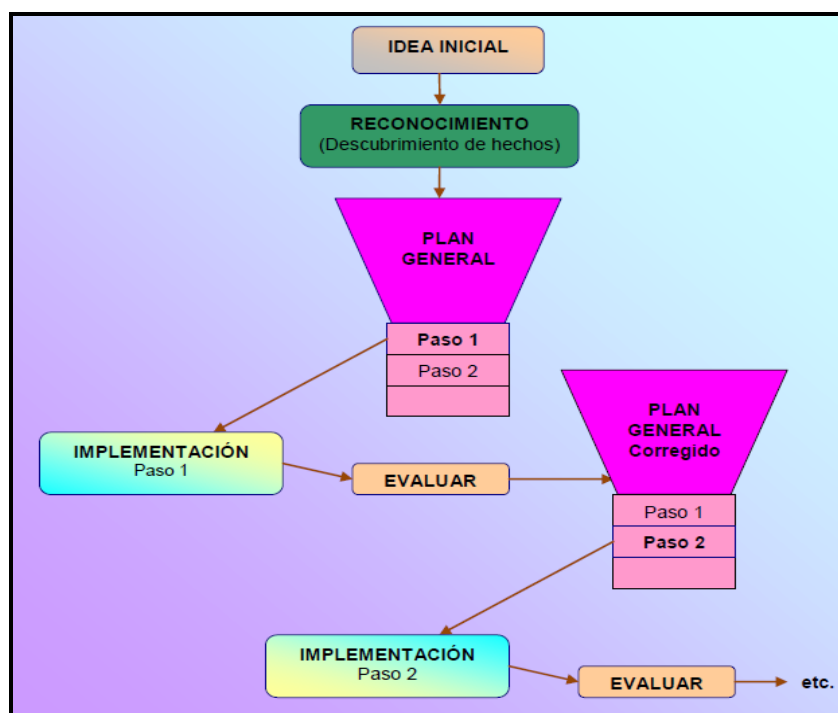 IDEA INICIAL
RECONOCIMIENTO
(Descubrimiento de hechos)
PLAN
GENERAL
Paso 1
Paso 2
IMPLEMENTACIÓN
Paso 1
EVALUAR
PLAN
GENERAL
Corregido
Paso 1
Paso 2
IMPLEMENTACIÓN
Paso 2
EVALUAR
etc.